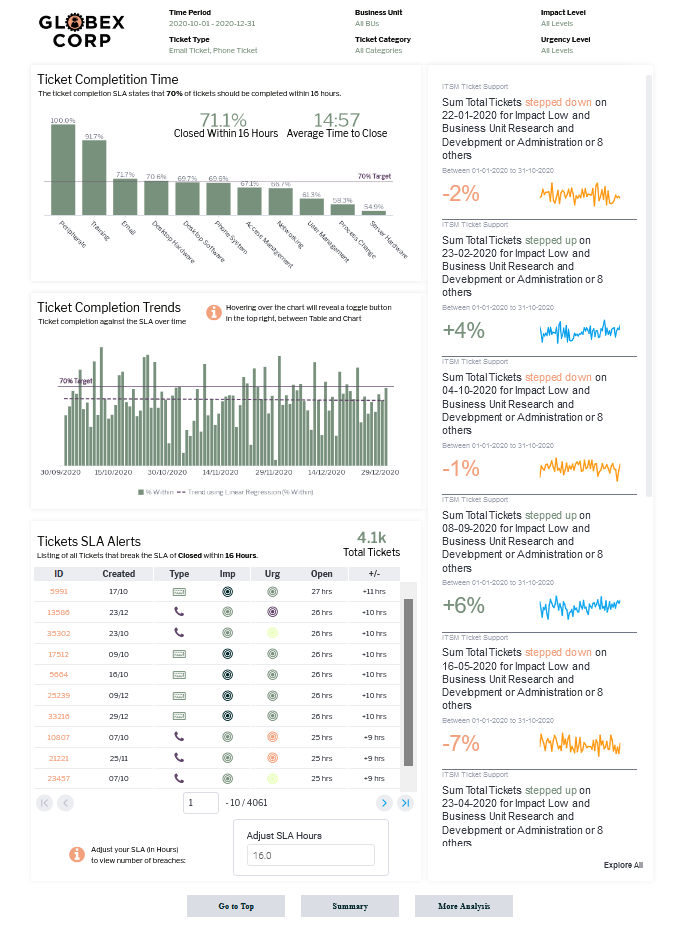 GLOBEX
CORP
Time Period
2020-10-01 - 2020-12-31
Business Unit
All BUs
Impact Level
All Levels
Ticket Type
Email Ticket, Phone Ticket
Ticket Category
All Categories
Urgency Level
All Levels
Ticket Completition Time
The ticket completion SLA states that 70% of tickets should be completed within 16 hours.
71.1%
Closed Within 16 Hours
14:57
Average Time to Close
100.0%
91.7%
71.7%
70.6%
69.7%
69.6%
67.1%
66.7%
61.3%
58.3%
54.9%
70% Target
Peripherals
Training
Email
Desktop Hardware
Desktop Software
Phone System
Access Management
Networking
User Management
Process Change
Server Hardware
Ticket Completion Trends
Ticket completion against the SLA over time
Hovering over the chart will reveal a toggle button
in the top right, between Table and Chart
70% Target
30/09/2020 15/10/2020 30/10/2020 14/11/2020 29/11/2020 14/12/2020 29/12/2020
% Within Trend using Linear Regression (% Within)
Tickets SLA Alerts
Listing of all Tickets that break the SLA of Closed within 16 Hours.
4.1k
Total Tickets
ID Created Type Imp Urg Open +/-
5991 17/10 27 hrs +11 hrs
13586 23/12 26 hrs +10 hrs
35302 23/10 26 hrs +10 hrs
17512 09/10 26 hrs +10 hrs
5664 16/10 26 hrs +10 hrs
25239 09/12 26 hrs +10 hrs
33216 29/12 26 hrs +10 hrs
10807 07/10 25 hrs +9 hrs
21221 25/11 25 hrs +9 hrs
23457 07/10 25 hrs +9 hrs
1 - 10 / 4061
Adjust your SLA (in Hours)
to view number of breaches:
Adjust SLA Hours
16.0
ITSM Ticket Support
Sum Total Tickets stepped down on
22-01-2020 for Impact Low and
Business Unit Research and
Development or Administration or 8
others
Between 01-01-2020 to 31-10-2020
-2%
ITSM Ticket Support
Sum Total Tickets stepped up on
23-02-2020 for Impact Low and
Business Unit Research and
Development or Administration or 8
others
Between 01-01-2020 to 31-10-2020
+4%
ITSM Ticket Support
Sum Total Tickets stepped down on
04-10-2020 for Impact Low and
Business Unit Research and
Development or Administration or 8
others
Between 01-01-2020 to 31-10-2020
-1%
ITSM Ticket Support
Sum Total Tickets stepped up on
08-09-2020 for Impact Low and
Business Unit Research and
Development or Administration or 8
others
Between 01-01-2020 to 31-10-2020
+6%
ITSM Ticket Support
Sum Total Tickets stepped down on
16-05-2020 for Impact Low and
Business Unit Research and
Development or Administration or 8
others
Between 01-01-2020 to 31-10-2020
-7%
ITSM Ticket Support
Sum Total Tickets stepped up on
23-04-2020 for Impact Low and
Business Unit Research and
Development or Administration or 8
others
Explore All
Go to Top
Summary
More Analysis